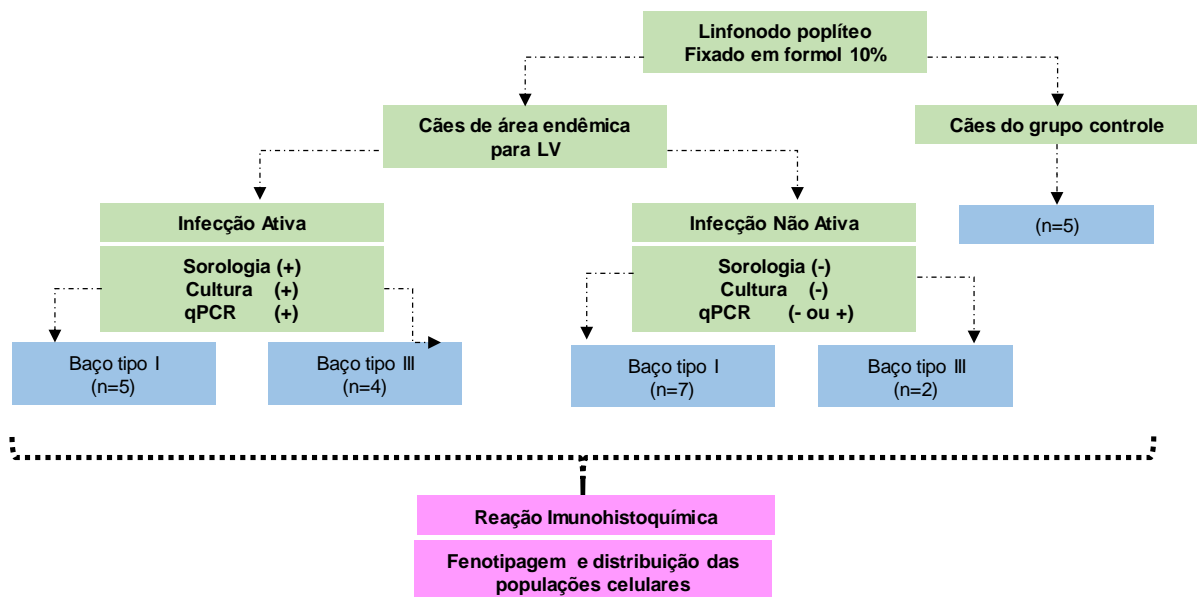 Linfonodo poplíteo
Fixado em formol 10%
Cães de área endêmica
para LV
Cães do grupo controle
Infecção Ativa
Infecção Não Ativa
(n=5)
Sorologia (+)
Cultura (+)
qPCR (+)
Sorologia (-)
Cultura (-)
qPCR (- ou +)
Baço tipo I
(n=5)
Baço tipo III
(n=4)
Baço tipo I
(n=7)
Baço tipo III
(n=2)
Reação Imunohistoquímica
Fenotipagem e distribuição das
populações celulares